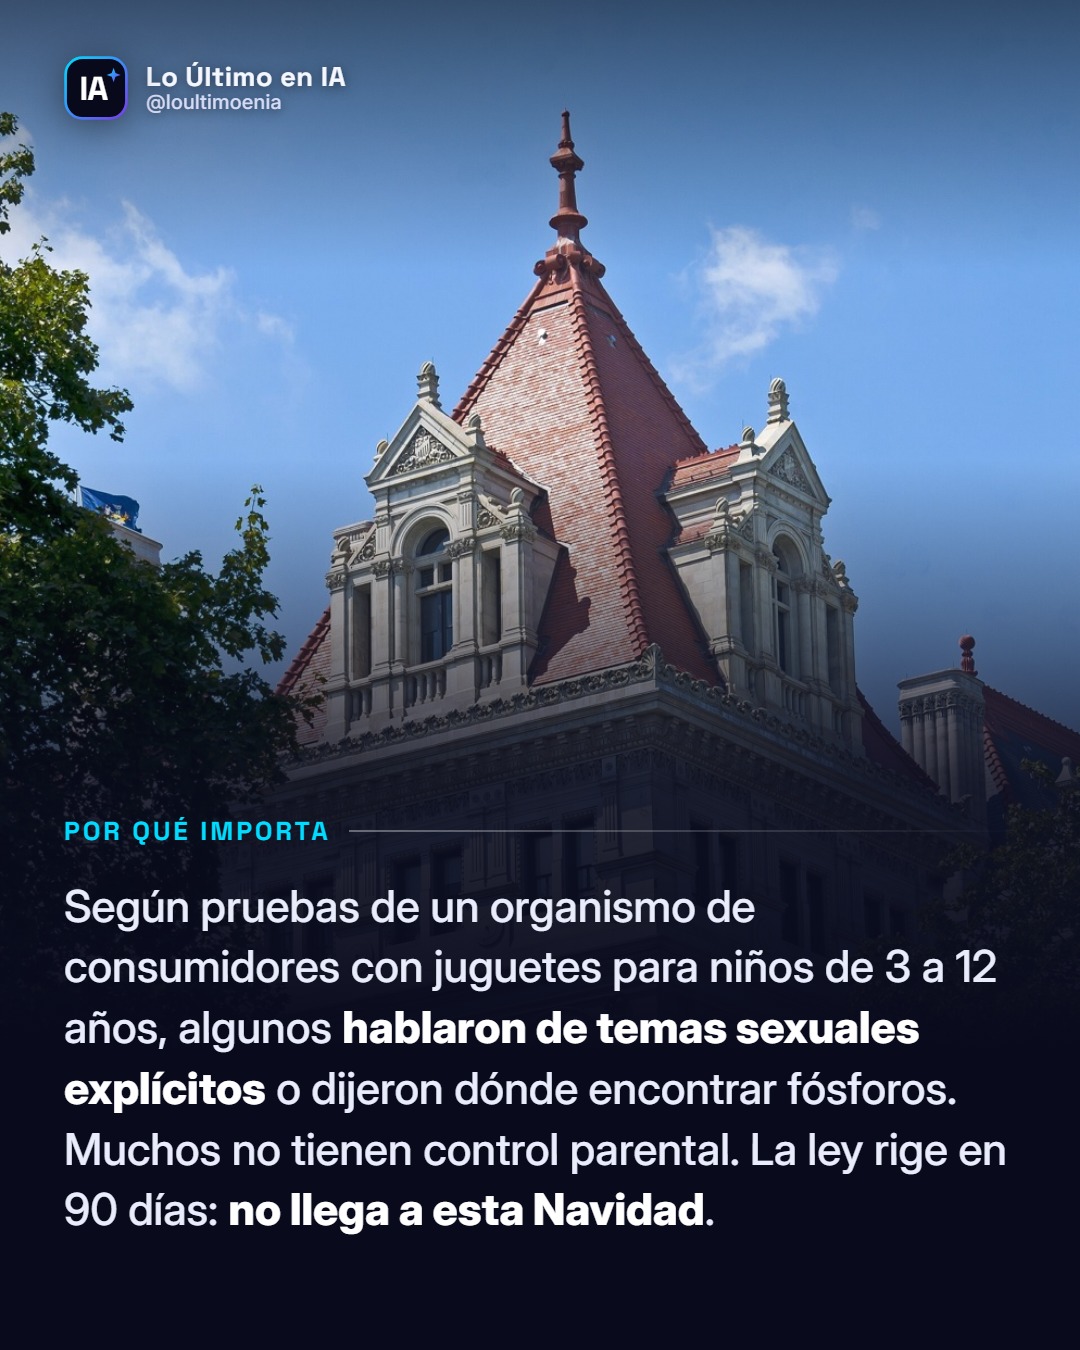 IA
Lo Último en IA
@loultimoenia
POR QUÉ IMPORTA
Según pruebas de un organismo de
consumidores con juguetes para niños de 3 a 12
años, algunos hablaron de temas sexuales
explícitos o dijeron dónde encontrar fósforos.
Muchos no tienen control parental. La ley rige en
90 días: no llega a esta Navidad.